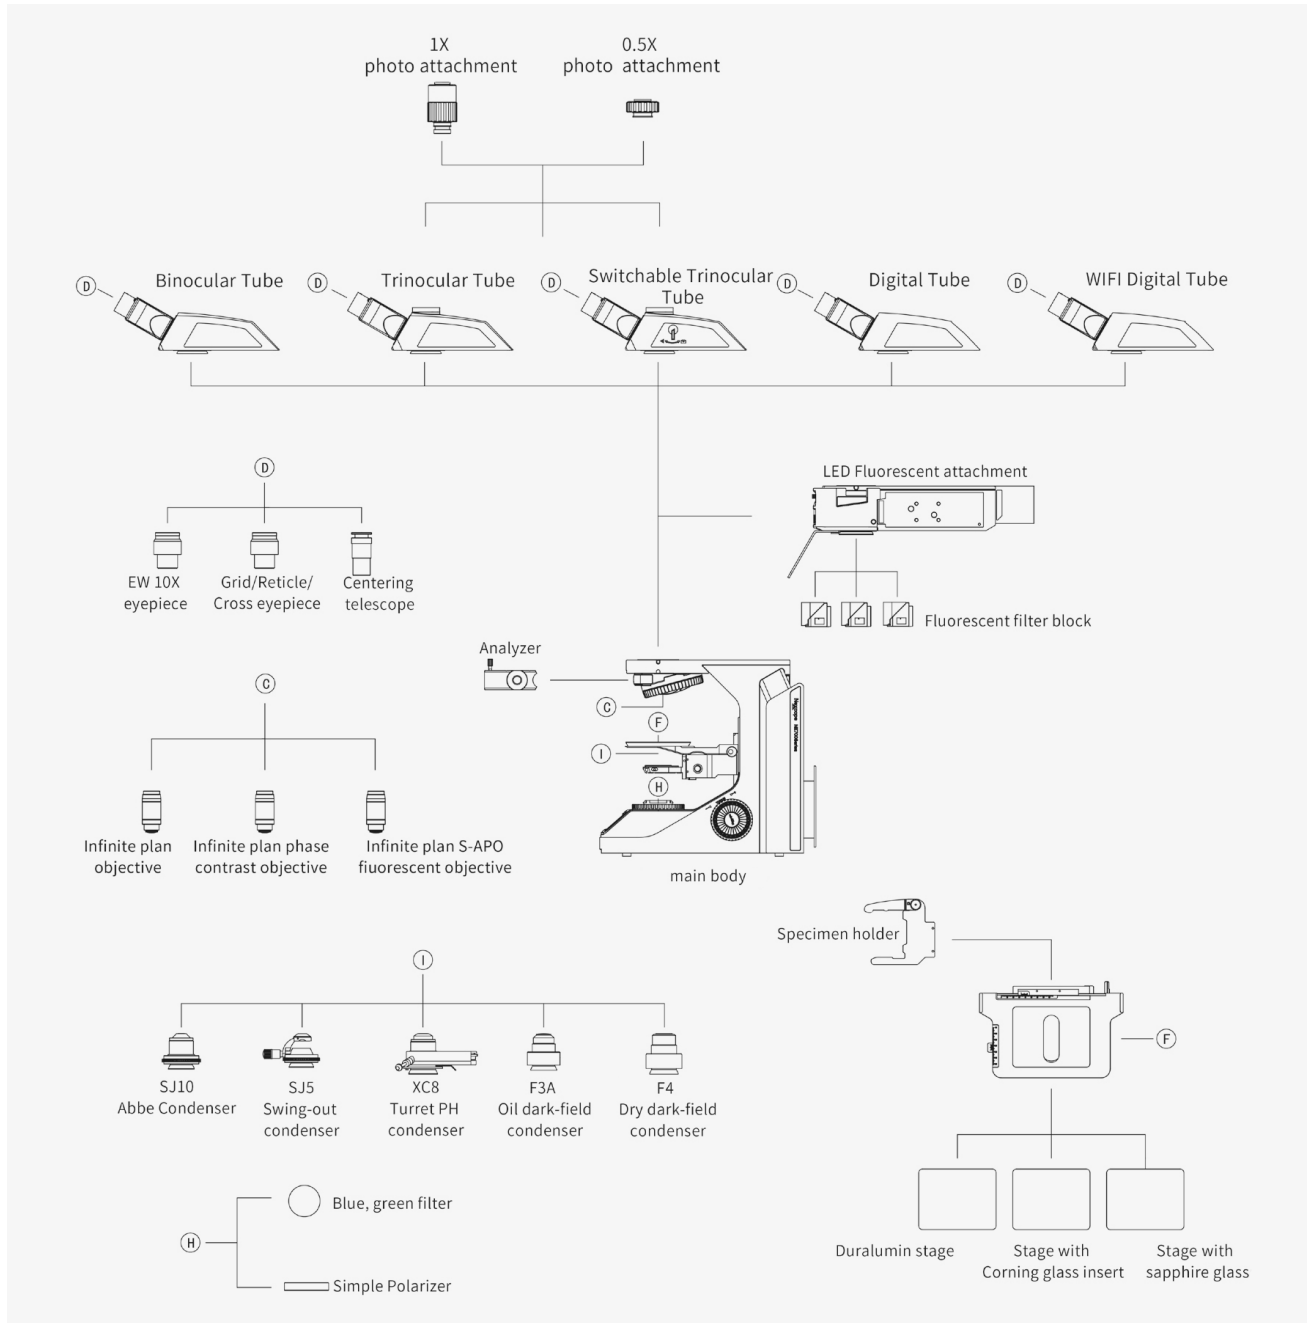 1X
photo attachment
0.5X
photo attachment
D
Binocular Tube
D
Trinocular Tube
D
Switchable Trinocular
Tube
D
Digital Tube
D
WIFI Digital Tube
D
EW 10X
eyepiece
Grid/Reticle/
Cross eyepiece
Centering
telescope
LED Fluorescent attachment
Fluorescent filter block
Analyzer
C
F
I
H
main body
C
Infinite plan
objective
Infinite plan phase
contrast objective
Infinite plan S-APO
fiuorescent objective
Specimen holder
F
I
SJ10
Abbe Condenser
SJ5
Swing-out
condenser
XC8
Turret PH
condenser
F3A
Oil dark-field
condenser
F4
Dry dark-field
condenser
H
Blue, green filter
Simple Polarizer
Duralumin stage
Stage with
Corning glass insert
Stage with
sapphire glass